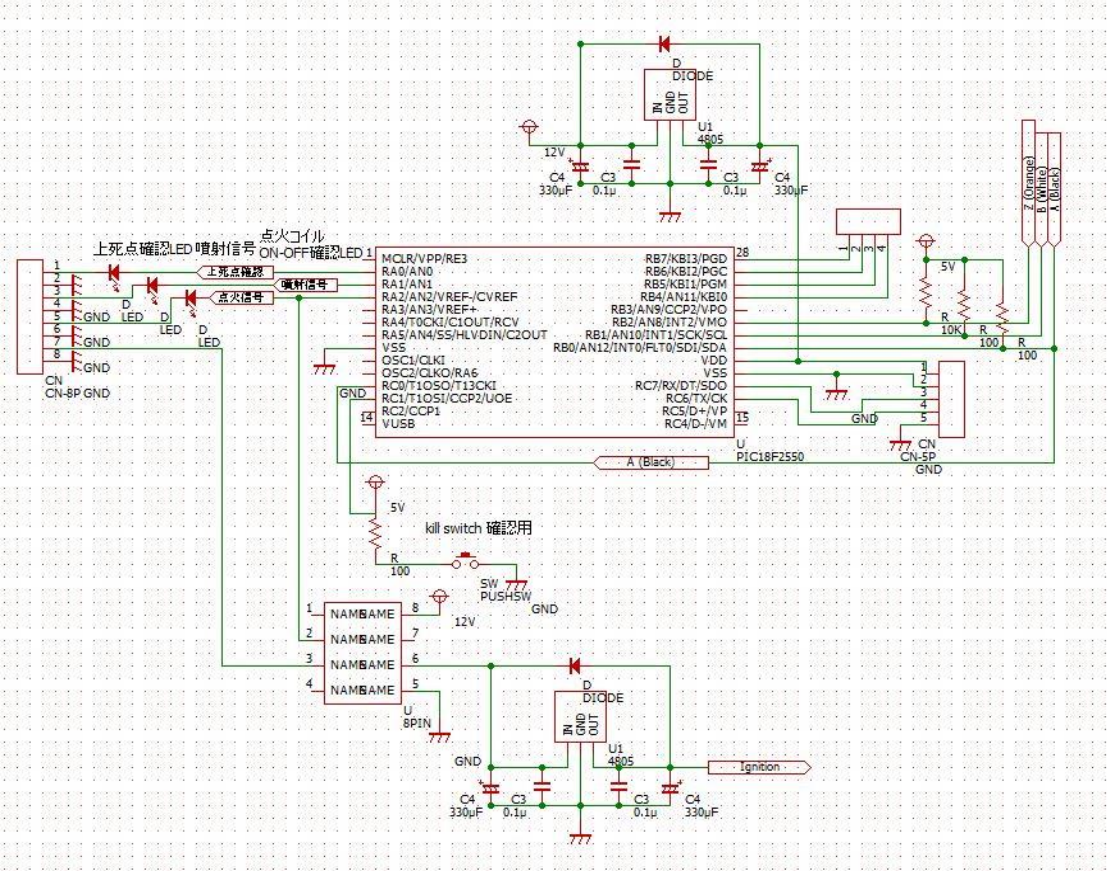 D
DIODE
IN
GND
OUT
U1
4805
12V
C4
330μF
C3
0.1μ
C3
0.1μ
C4
330μF
Z (Orange)
B (White)
A (Black)
1
2
3
4
5V
R
10K
R
100
R
100
上死点確認LED
噴射信号
点火コイル
ON-OFF確認LED
上死点確認
噴射信号
点火信号
1
2
3
4
5
6
7
8
GND
GND
GND
CN
CN-8P GND
D
LED
D
LED
D
LED
1
MCLR/VPP/RE3
RA0/AN0
RA1/AN1
RA2/AN2/VREF-/CVREF
RA3/AN3/VREF+
RA4/T0CKI/C1OUT/RCV
RA5/AN4/SS/HLVDIN/C2OUT
VSS
OSC1/CLKI
OSC2/CLKO/RA6
RC0/T1OSO/T13CKI
RC1/T1OSI/CCP2/UOE
RC2/CCP1
14
VUSB
GND
28
RB7/KBI3/PGD
RB6/KBI2/PGC
RB5/KBI1/PGM
RB4/AN11/KBI0
RB3/AN9/CCP2/VPO
RB2/AN8/INT2/VMO
RB1/AN10/INT1/SCK/SCL
RB0/AN12/INT0/FLT0/SDI/SDA
VDD
VSS
RC7/RX/DT/SDO
RC6/TX/CK
RC5/D+/VP
15
RC4/D-/VM
U
PIC18F2550
1
2
3
4
5
GND
CN
CN-5P
GND
A (Black)
5V
R
100
kill switch 確認用
SW
PUSHSW
GND
12V
1
2
3
4
NAME
NAME
NAME
NAME
NAME
NAME
NAME
NAME
8
7
6
5
U
8PIN
GND
D
DIODE
IN
GND
OUT
U1
4805
C4
330μF
C3
0.1μ
C3
0.1μ
C4
330μF
Ignition